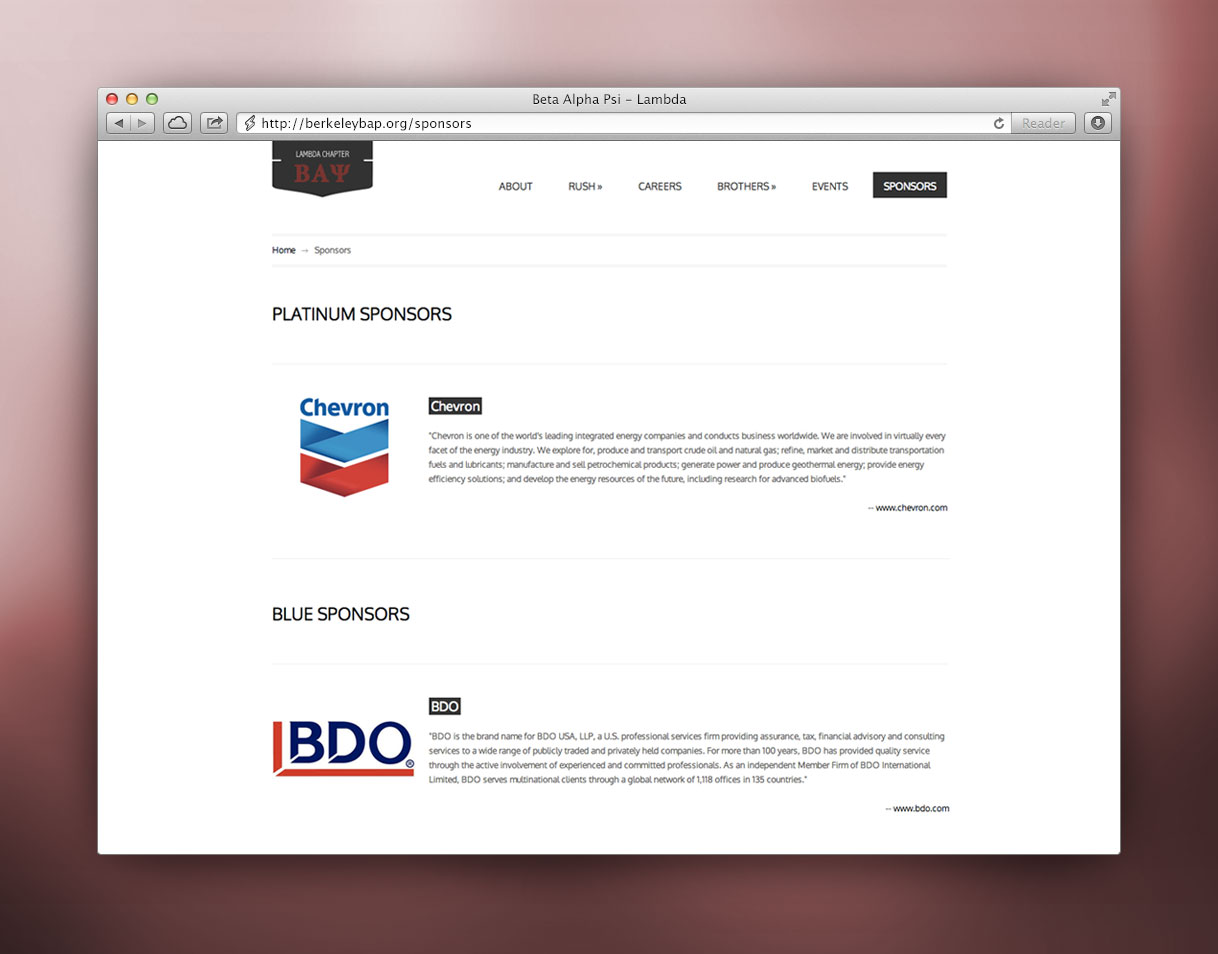 Beta Alpha Psi – Lambda
http://berkeleybap.org/sponsors
Reader
LAMBDA CHAPTER
ΒΑΨ
ABOUT RUSH » CAREERS BROTHERS » EVENTS SPONSORS
Home → Sponsors
PLATINUM SPONSORS
Chevron
Chevron
"Chevron is one of the world's leading integrated energy companies and conducts business worldwide. We are involved in virtually every
facet of the energy industry. We explore for, produce and transport crude oil and natural gas; refine, market and distribute transportation
fuels and lubricants; manufacture and sell petrochemical products; generate power and produce geothermal energy; provide energy
efficiency solutions; and develop the energy resources of the future, including research for advanced biofuels."
-- www.chevron.com
BLUE SPONSORS
BDO
BDO®
"BDO is the brand name for BDO USA, LLP, a U.S. professional services firm providing assurance, tax, financial advisory and consulting
services to a wide range of publicly traded and privately held companies. For more than 100 years, BDO has provided quality service
through the active involvement of experienced and committed professionals. As an independent Member Firm of BDO International
Limited, BDO serves multinational clients through a global network of 1,118 offices in 135 countries."
-- www.bdo.com